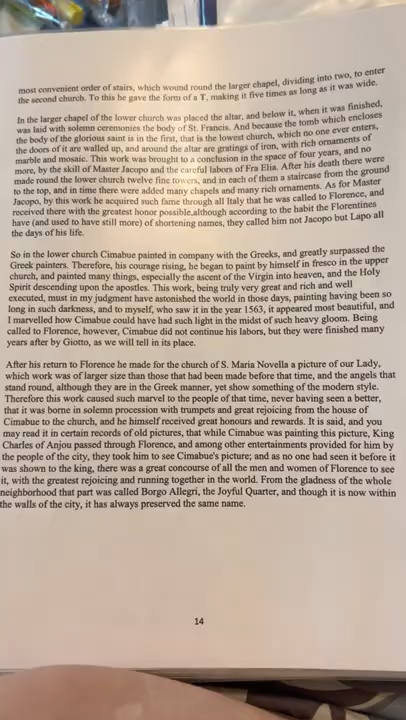 most convenient order of stairs, which wound round the larger chapel, dividing into two, to enter
the second church. To this he gave the form of a T, making it five times as long as it was wide.
In the larger chapel of the lower church was placed the altar, and below it, when it was finished,
was laid with solemn ceremonies the body of St. Francis. And because the tomb which encloses
the body of the glorious saint is in the first, that is the lowest church, which no one ever enters,
the doors of it are walled up, and around the altar are gratings of iron, with rich ornaments of
marble and mosaic. This work was brought to a conclusion in the space of four years, and no
more, by the skill of Master Jacopo and the careful labors of Fra Elia. After his death there were
made round the lower church twelve fine towers, and in each of them a staircase from the ground
to the top, and in time there were added many chapels and many rich ornaments. As for Master
Jacopo, by this work he acquired such fame through all Italy that he was called to Florence, and
received there with the greatest honor possible,although according to the habit the Florentines
have (and used to have still more) of shortening names, they called him not Jacopo but Lapo all
the days of his life.
So in the lower church Cimabue painted in company with the Greeks, and greatly surpassed the
Greek painters. Therefore, his courage rising, he began to paint by himself in fresco in the upper
church, and painted many things, especially the ascent of the Virgin into heaven, and the Holy
Spirit descending upon the apostles. This work, being truly very great and rich and well
executed, must in my judgment have astonished the world in those days, painting having been so
long in such darkness, and to myself, who saw it in the year 1563, it appeared most beautiful, and
I marvelled how Cimabue could have had such light in the midst of such heavy gloom. Being
called to Florence, however, Cimabue did not continue his labors, but they were finished many
years after by Giotto, as we will tell in its place.
After his return to Florence he made for the church of S. Maria Novella a picture of our Lady,
which work was of larger size than those that had been made before that time, and the angels that
stand round, although they are in the Greek manner, yet show something of the modern style.
Therefore this work caused such marvel to the people of that time, never having seen a better,
that it was borne in solemn procession with trumpets and great rejoicing from the house of
Cimabue to the church, and he himself received great honours and rewards. It is said, and you
may read it in certain records of old pictures, that while Cimabue was painting this picture, King
Charles of Anjou passed through Florence, and among other entertainments provided for him by
the people of the city, they took him to see Cimabue's picture; and as no one had seen it before it
was shown to the king, there was a great concourse of all the men and women of Florence to see
it, with the greatest rejoicing and running together in the world. From the gladness of the whole
neighborhood that part was called Borgo Allegri, the Joyful Quarter, and though it is now within
the walls of the city, it has always preserved the same name.
14